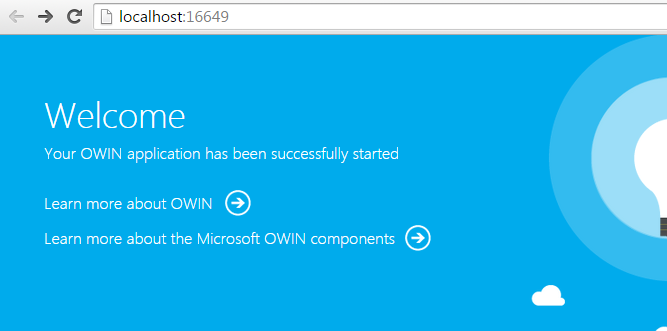 localhost:16649
Welcome
Your OWIN application has been successfully started
Learn more about OWIN
Learn more about the Microsoft OWIN components